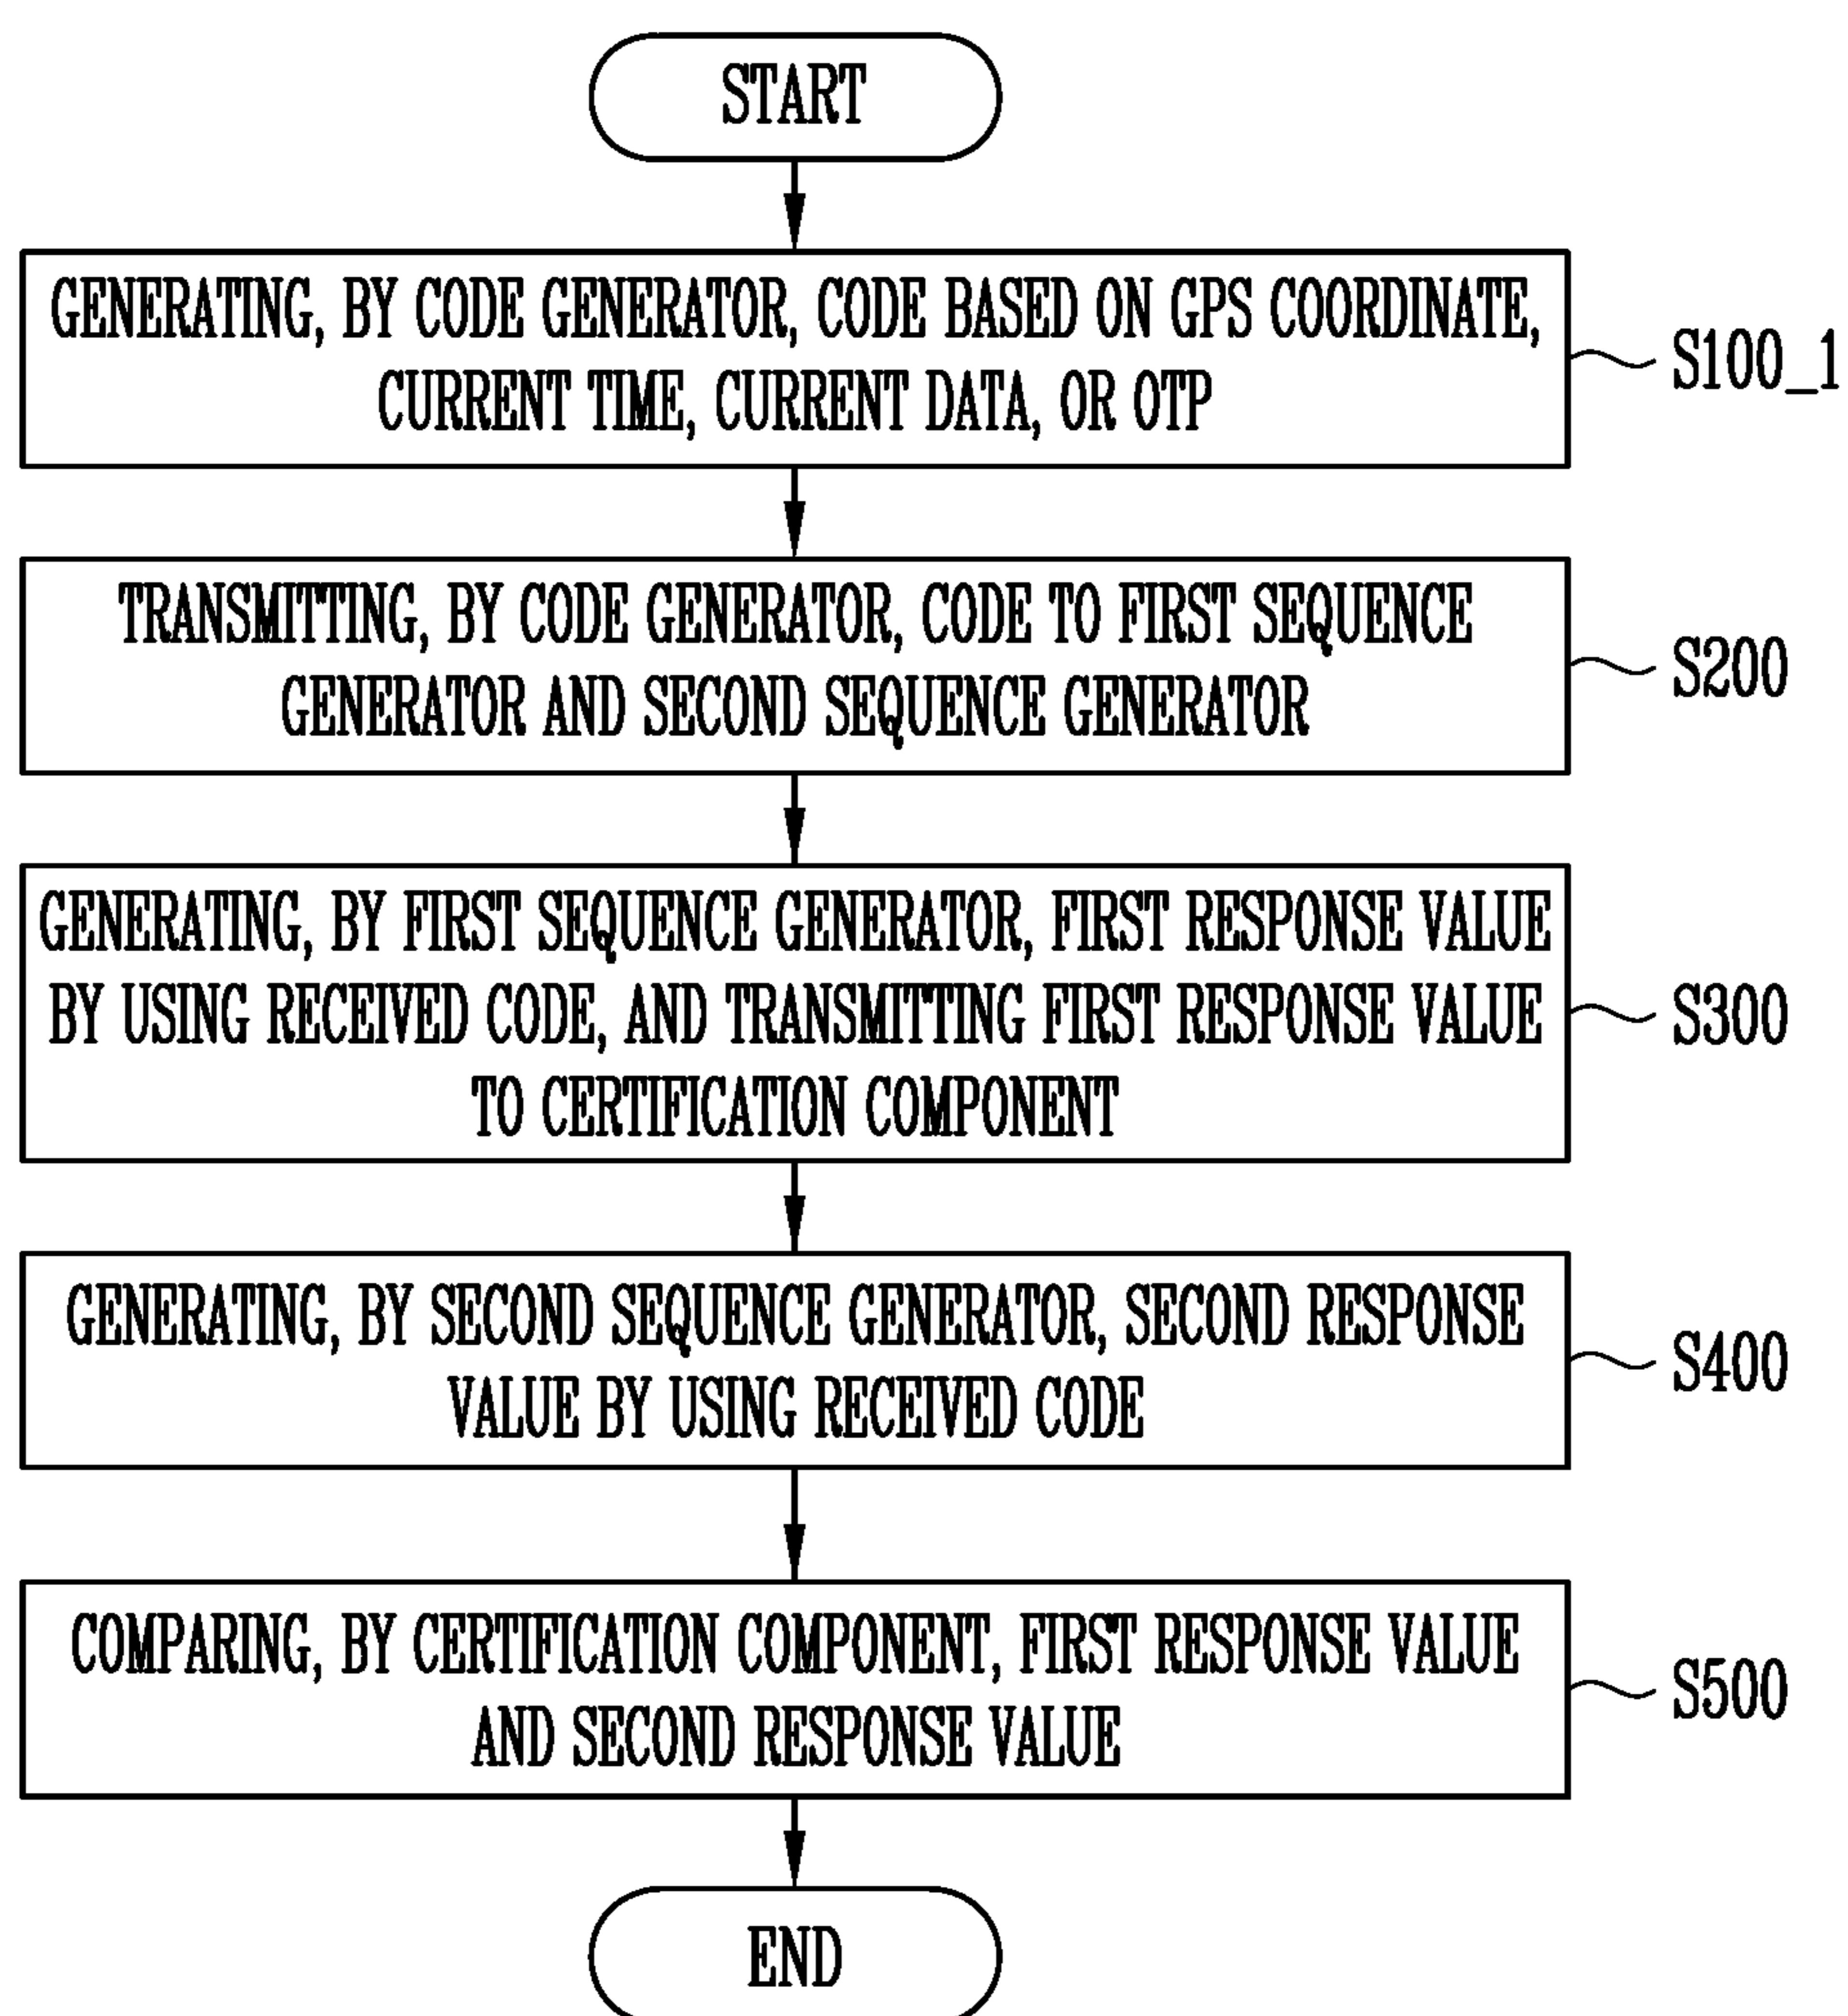 START
GENERATING, BY CODE GENERATOR, CODE BASED ON GPS COORDINATE,
CURRENT TIME, CURRENT DATA, OR OTP
S100_1
TRANSMITTING, BY CODE GENERATOR, CODE TO FIRST SEQUENCE
GENERATOR AND SECOND SEQUENCE GENERATOR
S200
GENERATING, BY FIRST SEQUENCE GENERATOR, FIRST RESPONSE VALUE
BY USING RECEIVED CODE, AND TRANSMITTING FIRST RESPONSE VALUE
TO CERTIFICATION COMPONENT
S300
GENERATING, BY SECOND SEQUENCE GENERATOR, SECOND RESPONSE
VALUE BY USING RECEIVED CODE
S400
COMPARING, BY CERTIFICATION COMPONENT, FIRST RESPONSE VALUE
AND SECOND RESPONSE VALUE
S500
END